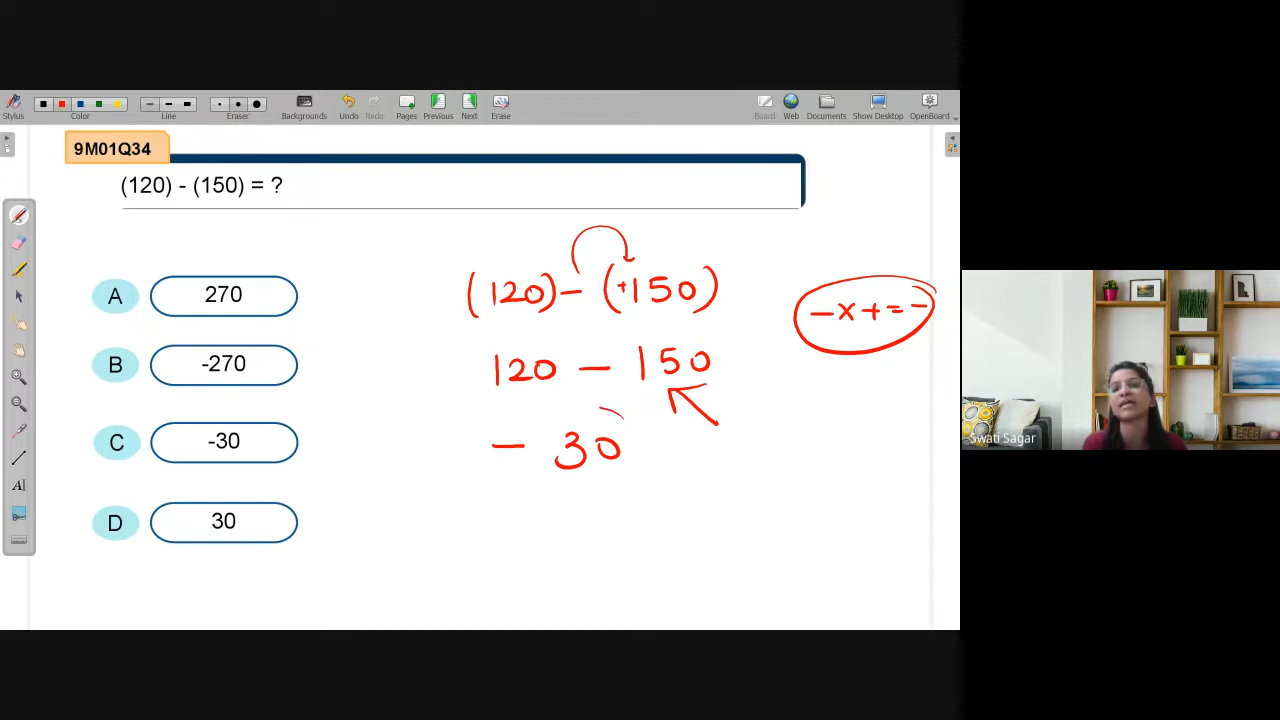 Stylus Color Line Eraser Backgrounds Undo Redo Pages Previous Next Erase Board Web Documents Show Desktop OpenBoard
9M01Q34
(120) - (150) = ?
(120) - (+150)
- x + = -
A 270
120 - 150
B -270
C -30
- 30
D 30
Swati Sagar